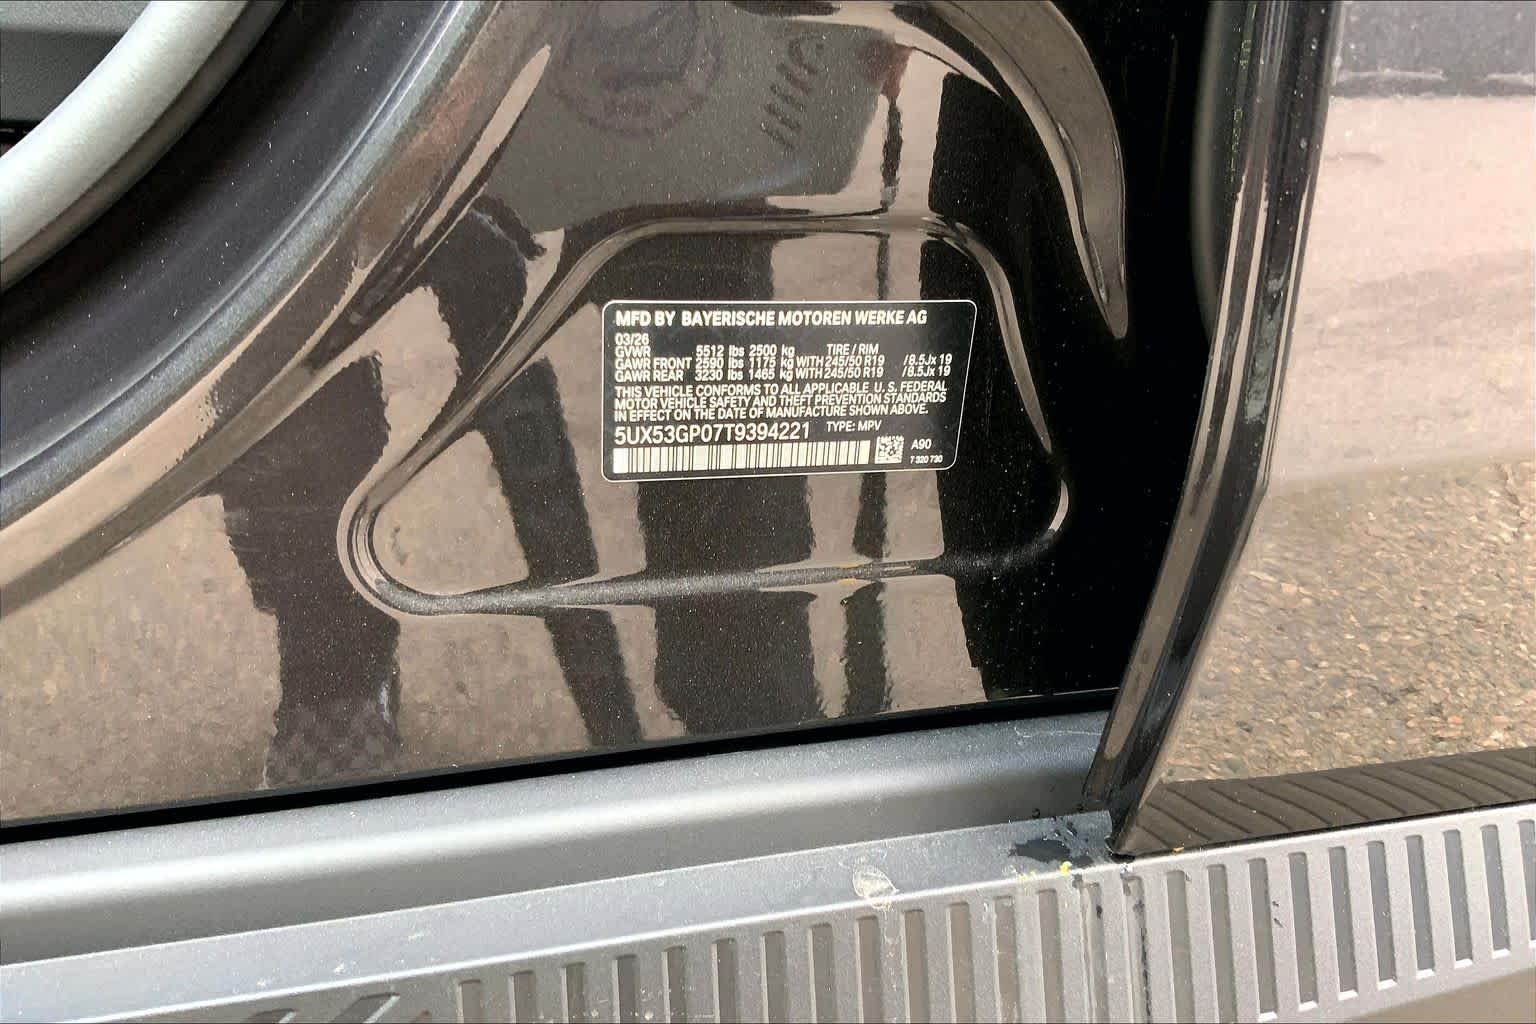 MFD BY BAYERISCHE MOTOREN WERKE AG
03/26
GVWR 5512 lbs 2500 kg TIRE / RIM
GAWR FRONT 2590 lbs 1175 kg WITH 245/50 R19 /8.5Jx 19
GAWR REAR 3230 lbs 1465 kg WITH 245/50 R19 /8.5Jx 19
THIS VEHICLE CONFORMS TO ALL APPLICABLE U. S. FEDERAL
MOTOR VEHICLE SAFETY AND THEFT PREVENTION STANDARDS
IN EFFECT ON THE DATE OF MANUFACTURE SHOWN ABOVE.
5UX53GP07T9394221 TYPE: MPV
A90
7 320 730